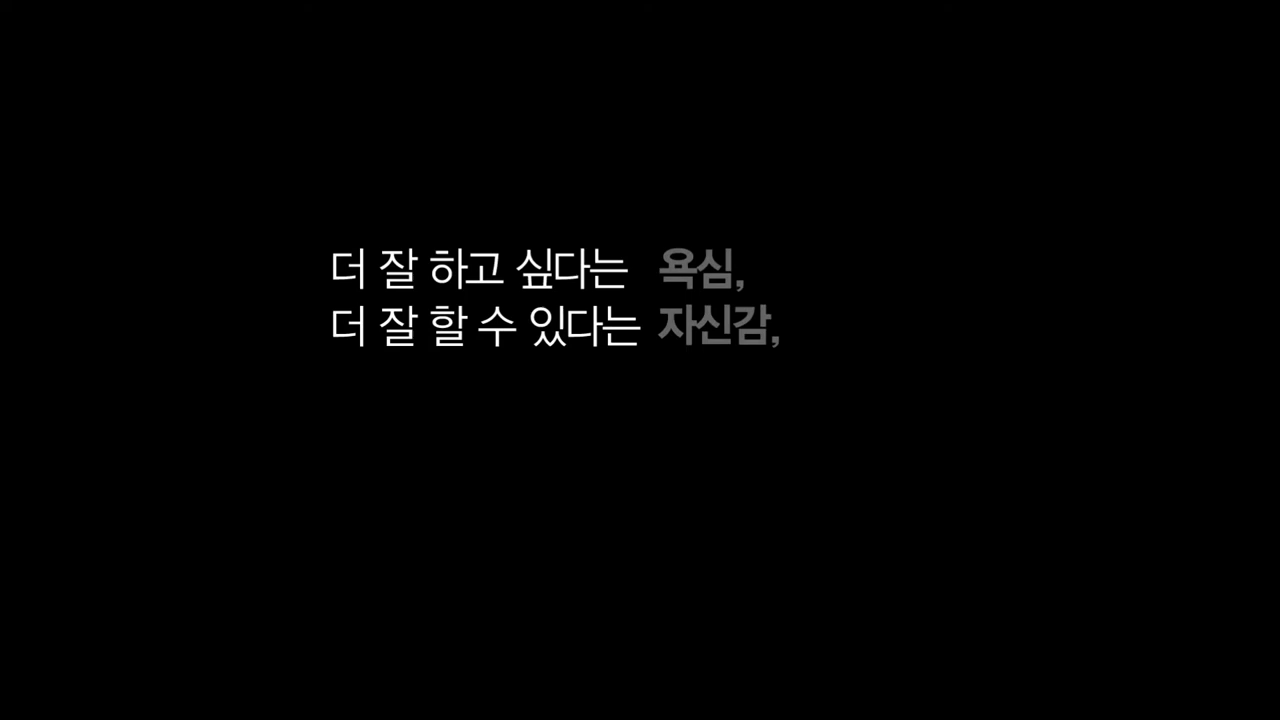 더 잘 하고 싶다는 욕심,
더 잘 할 수 있다는 자신감,